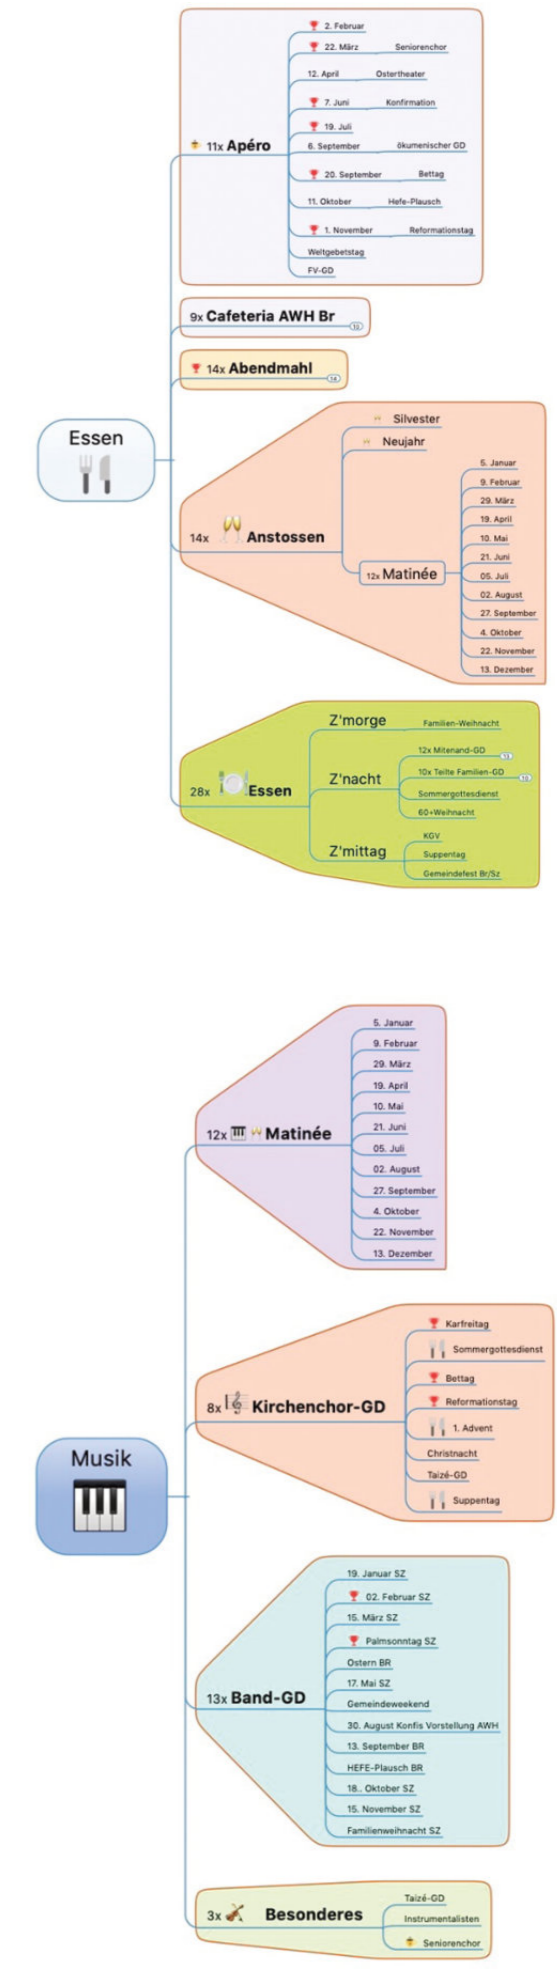 Essen
11x Apéro
2. Februar
22. März Seniorenchor
12. April Ostertheater
7. Juni Konfirmation
19. Juli
6. September ökumenischer GD
20. September Bettag
11. Oktober Hefe-Plausch
1. November Reformationstag
Weltgebetstag
FV-GD
9x Cafeteria AWH Br
14x Abendmahl
14
14x Anstossen
Silvester
Neujahr
12x Matinée
5. Januar
9. Februar
29. März
19. April
10. Mai
21. Juni
05. Juli
02. August
27. September
4. Oktober
22. November
13. Dezember
28x Essen
Z'morge
Familien-Weihnacht
Z'nacht
12x Mitenand-GD
10x Teilte Familien-GD
10
Sommergottesdienst
60+Weihnacht
Z'mittag
KGV
Suppentag
Gemeindefest Br/Sz
Musik
12x Matinée
5. Januar
9. Februar
29. März
19. April
10. Mai
21. Juni
05. Juli
02. August
27. September
4. Oktober
22. November
13. Dezember
8x Kirchenchor-GD
Karfreitag
Sommergottesdienst
Bettag
Reformationstag
1. Advent
Christnacht
Taizé-GD
Suppentag
13x Band-GD
19. Januar SZ
02. Februar SZ
15. März SZ
Palmsonntag SZ
Ostern BR
17. Mai SZ
Gemeindeweekend
30. August Konfis Vorstellung AWH
13. September BR
HEFE-Plausch BR
18.. Oktober SZ
15. November SZ
Familienweihnacht SZ
3x Besonderes
Taizé-GD
Instrumentalisten
Seniorenchor